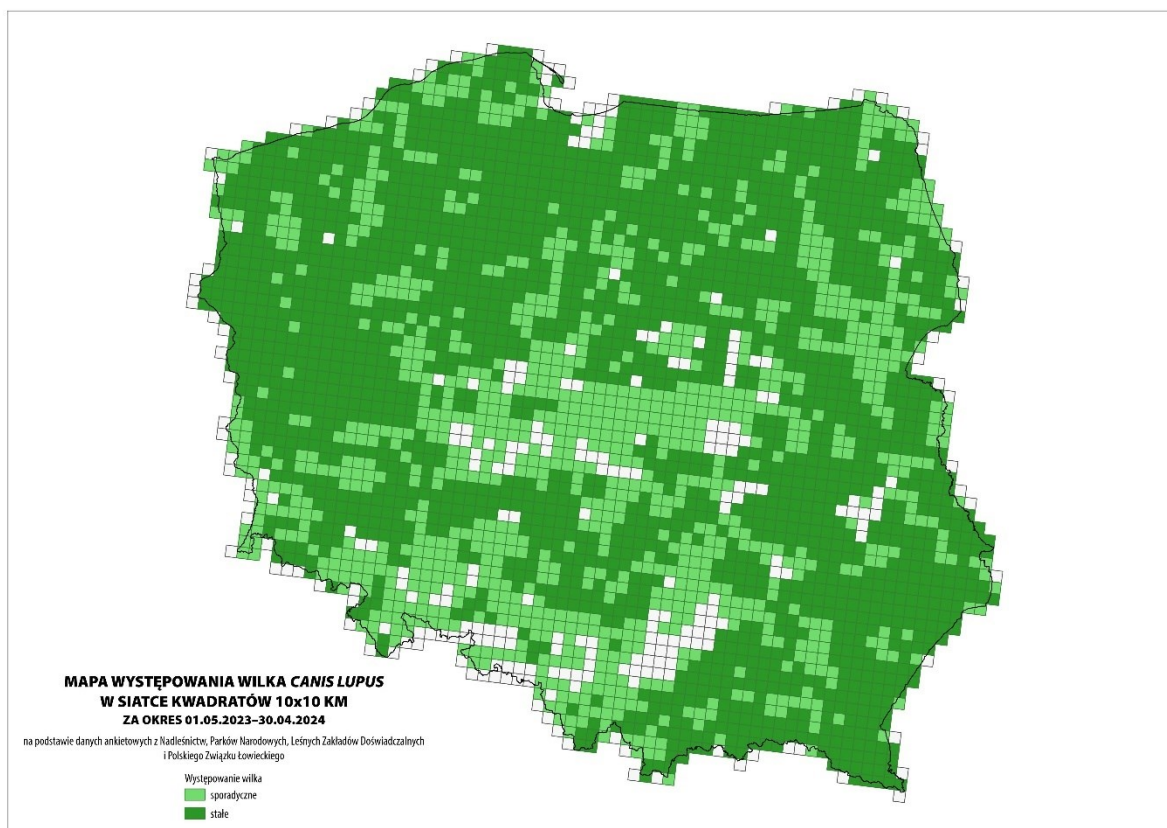 MAPA WYSTĘPOWANIA WILKA CANIS LUPUS
W SIATCE KWADRATÓW 10x10 KM
ZA OKRES 01.05.2023–30.04.2024
na podstawie danych ankietowych z Nadleśnictw, Parków Narodowych, Leśnych Zakładów Doświadczalnych
i Polskiego Związku Łowieckiego
Występowanie wilka
sporadyczne
stałe